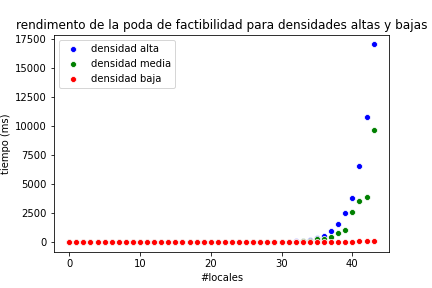 rendimento de la poda de factibilidad para densidades altas y bajas
densidad alta
densidad media
densidad baja
tiempo (ms)
17500
15000
12500
10000
7500
5000
2500
0
0 10 20 30 40
#locales